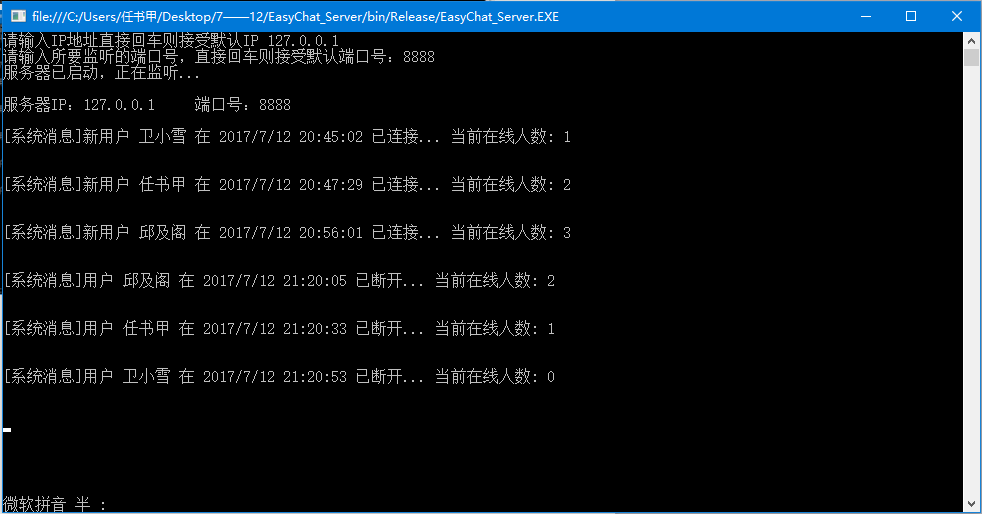 file:///C:/Users/任书甲/Desktop/7——12/EasyChat_Server/bin/Release/EasyChat_Server.EXE
请输入IP地址直接回车则接受默认IP 127.0.0.1
请输入所要监听的端口号，直接回车则接受默认端口号：8888
服务器已启动，正在监听...
服务器IP：127.0.0.1 端口号：8888
[系统消息]新用户 卫小雪 在 2017/7/12 20:45:02 已连接... 当前在线人数: 1
[系统消息]新用户 任书甲 在 2017/7/12 20:47:29 已连接... 当前在线人数: 2
[系统消息]新用户 邱及阁 在 2017/7/12 20:56:01 已连接... 当前在线人数: 3
[系统消息]用户 邱及阁 在 2017/7/12 21:20:05 已断开... 当前在线人数: 2
[系统消息]用户 任书甲 在 2017/7/12 21:20:33 已断开... 当前在线人数: 1
[系统消息]用户 卫小雪 在 2017/7/12 21:20:53 已断开... 当前在线人数: 0
微软拼音 半 :